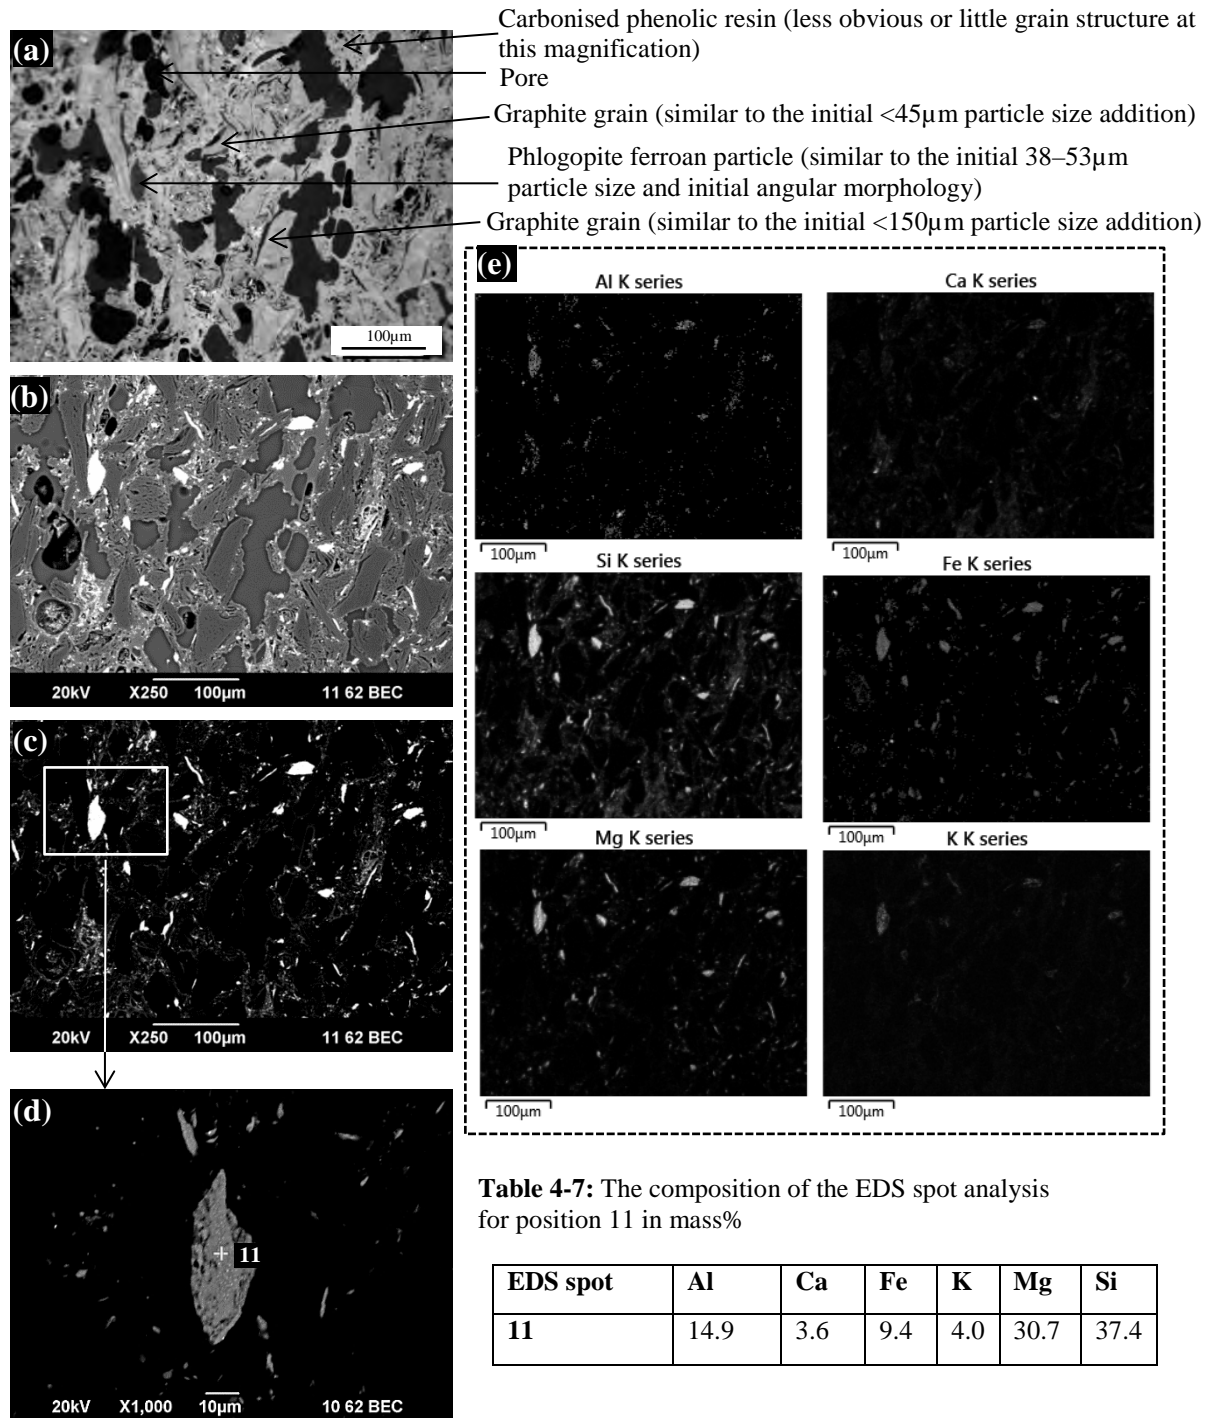 (a)
Carbonised phenolic resin (less obvious or little grain structure at
this magnification)
Pore
Graphite grain (similar to the initial <45µm particle size addition)
Phlogopite ferroan particle (similar to the initial 38–53µm
particle size and initial angular morphology)
Graphite grain (similar to the initial <150µm particle size addition)
100µm
(b)
20kV X250 100µm 11 62 BEC
(c)
20kV X250 100µm 11 62 BEC
(d)
11
20kV X1,000 10µm 10 62 BEC
(e)
Al K series Ca K series
100µm 100µm
Si K series Fe K series
100µm 100µm
Mg K series K K series
100µm 100µm
Table 4-7: The composition of the EDS spot analysis
for position 11 in mass%
EDS spot Al Ca Fe K Mg Si
11 14.9 3.6 9.4 4.0 30.7 37.4